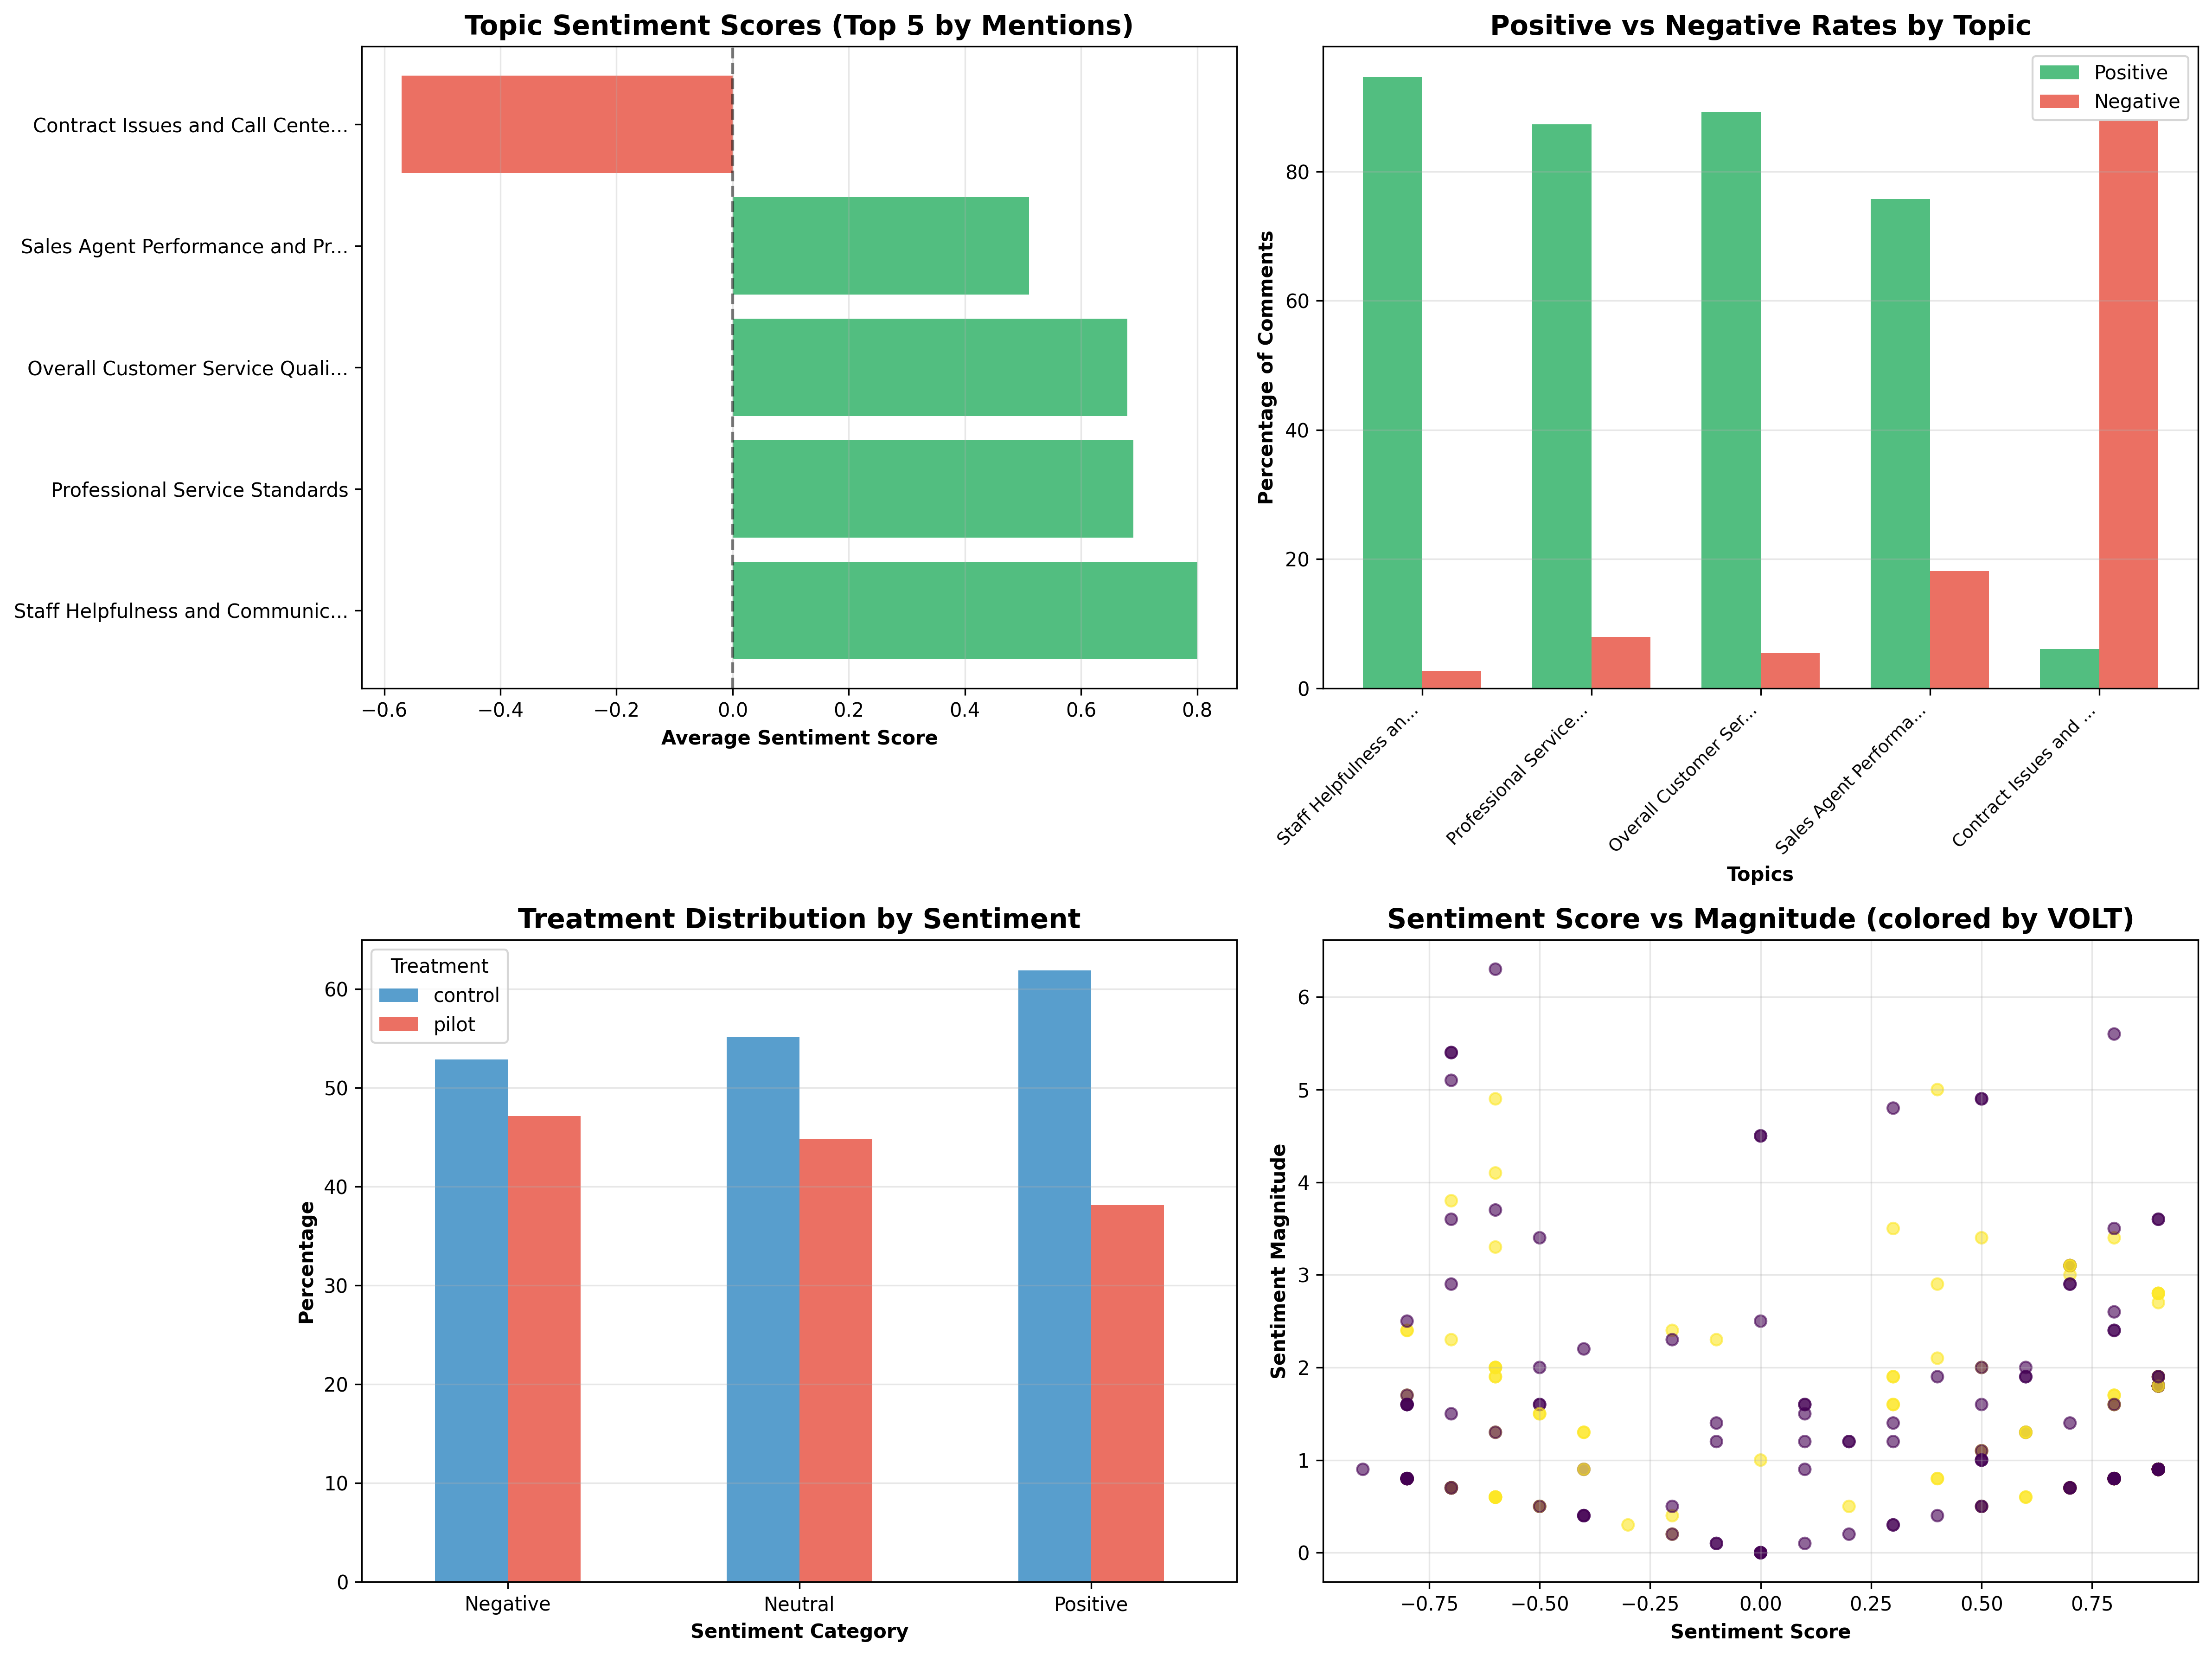 Topic Sentiment Scores (Top 5 by Mentions)
Contract Issues and Call Cente...
Sales Agent Performance and Pr...
Overall Customer Service Quali...
Professional Service Standards
Staff Helpfulness and Communic...
−0.6 −0.4 −0.2 0.0 0.2 0.4 0.6 0.8
Average Sentiment Score
Positive vs Negative Rates by Topic
Positive
Negative
Percentage of Comments
80
60
40
20
0
Staff Helpfulness an...
Professional Service...
Overall Customer Ser...
Sales Agent Performa...
Contract Issues and ...
Topics
Treatment Distribution by Sentiment
Treatment
control
pilot
Percentage
60
50
40
30
20
10
0
Negative Neutral Positive
Sentiment Category
Sentiment Score vs Magnitude (colored by VOLT)
Sentiment Magnitude
6
5
4
3
2
1
0
−0.75 −0.50 −0.25 0.00 0.25 0.50 0.75
Sentiment Score